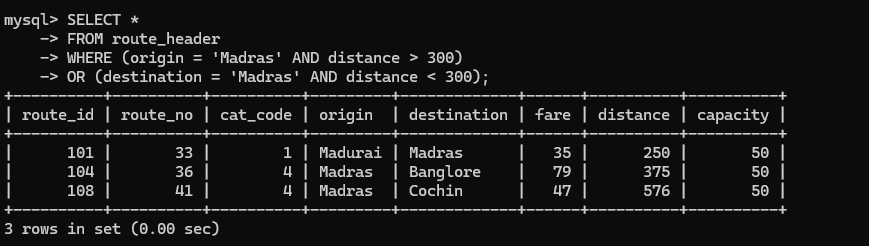 mysql> SELECT *
    -> FROM route_header
    -> WHERE (origin = 'Madras' AND distance > 300)
    -> OR (destination = 'Madras' AND distance < 300);
+----------+----------+----------+---------+-------------+------+----------+----------+
| route_id | route_no | cat_code | origin  | destination | fare | distance | capacity |
+----------+----------+----------+---------+-------------+------+----------+----------+
|      101 |       33 |        1 | Madurai | Madras      |   35 |      250 |       50 |
|      104 |       36 |        4 | Madras  | Banglore    |   79 |      375 |       50 |
|      108 |       41 |        4 | Madras  | Cochin      |   47 |      576 |       50 |
+----------+----------+----------+---------+-------------+------+----------+----------+
3 rows in set (0.00 sec)